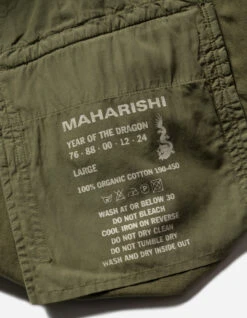 MAHARISHI
YEAR OF THE DRAGON
76 · 88 · 00 · 12 · 24
LARGE
100% ORGANIC COTTON 190-450
WASH AT OR BELOW 30
DO NOT BLEACH
COOL IRON ON REVERSE
DO NOT DRY CLEAN
DO NOT TUMBLE DRY
WASH AND DRY INSIDE OUT